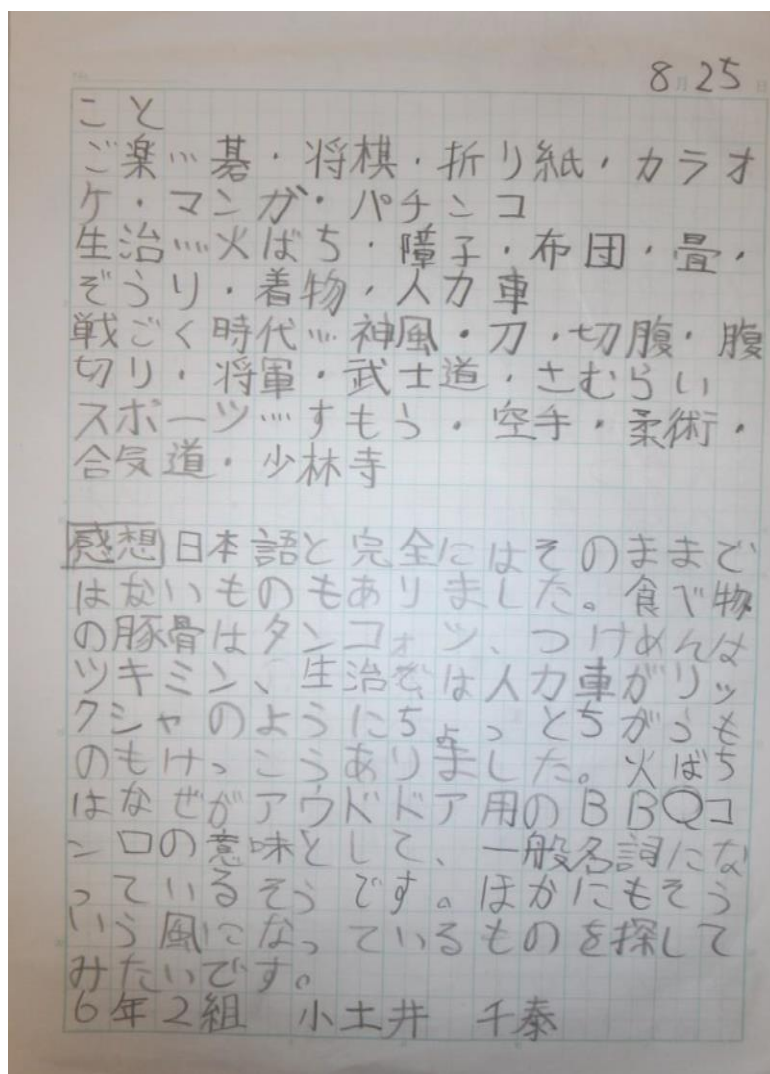 8月25日
こと
ご楽…碁・将棋・折り紙・カラオ
ケ・マンガ・パチンコ
生治…火ばち・障子・布団・畳・
ぞうり・着物・人力車
戦ごく時代…神風・刀・切腹・腹
切り・将軍・武士道・さむらい
スポーツ…すもう・空手・柔術・
合気道・少林寺
感想 日本語と完全にはそのままで
はないものもありました。食べ物
の豚骨はタンコォツ、つけめんは
ツキミン、生治では人力車がリッ
クシャのようにちょっとちがうも
のもけっこうありました。火ばち
はなぜがアウドドア用のBBQコ
ンロの意味として、一般名詞にな
っているそうです。ほかにもそう
いう風になっているものを探して
みたいです。
6年2組 小土井 千泰